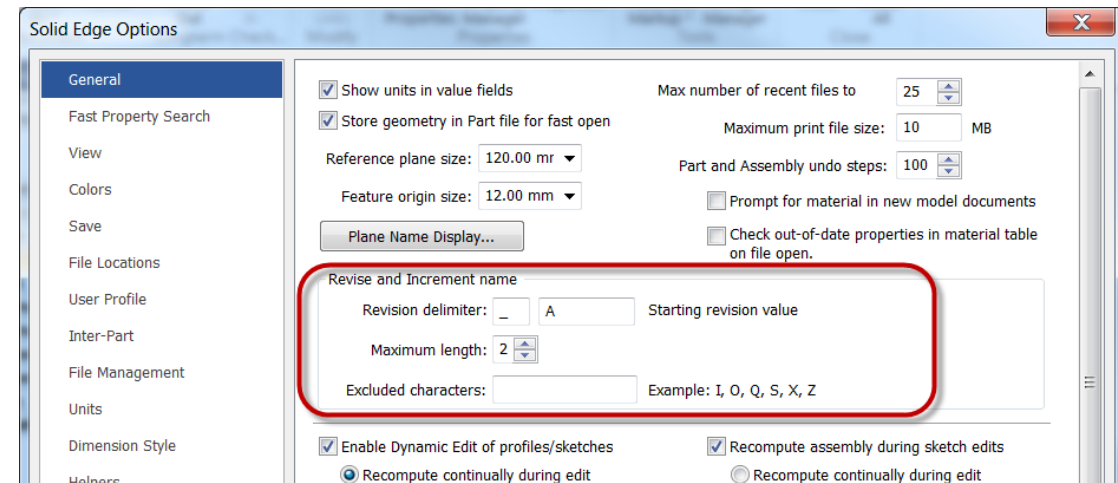 Solid Edge Options
X
General
Fast Property Search
View
Colors
Save
File Locations
User Profile
Inter-Part
File Management
Units
Dimension Style
Helpers
Show units in value fields
Store geometry in Part file for fast open
Reference plane size: 120.00 mr
Feature origin size: 12.00 mm
Plane Name Display...
Max number of recent files to 25
Maximum print file size: 10 MB
Part and Assembly undo steps: 100
Prompt for material in new model documents
Check out-of-date properties in material table
on file open.
Revise and Increment name
Revision delimiter: _ A Starting revision value
Maximum length: 2
Excluded characters: Example: I, O, Q, S, X, Z
Enable Dynamic Edit of profiles/sketches
Recompute continually during edit
Recompute assembly during sketch edits
Recompute continually during edit